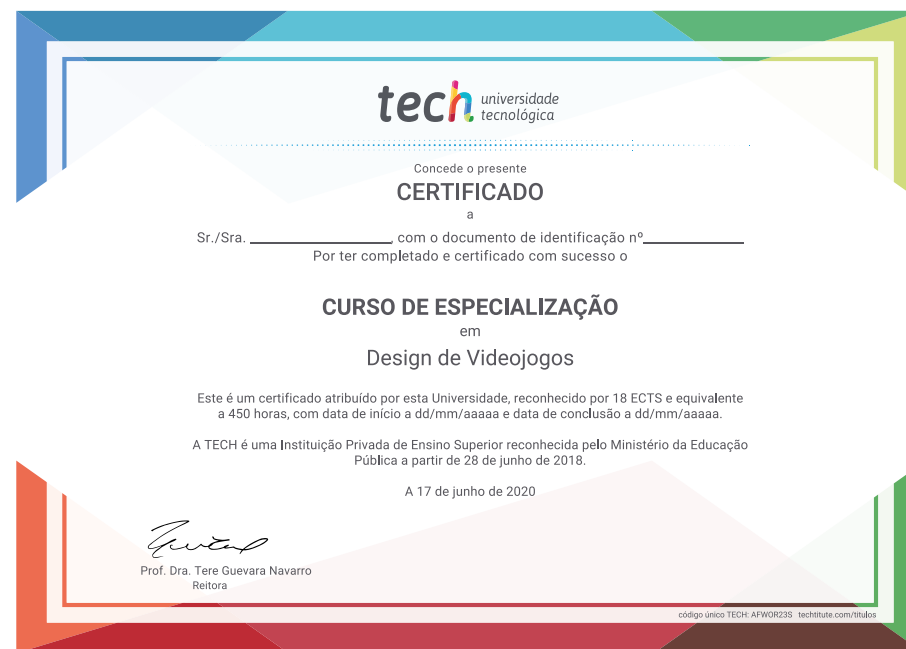 tech universidade
tecnológica
Concede o presente
CERTIFICADO
a
Sr./Sra. ____________________, com o documento de identificação nº______________
Por ter completado e certificado com sucesso o
CURSO DE ESPECIALIZAÇÃO
em
Design de Videojogos
Este é um certificado atribuído por esta Universidade, reconhecido por 18 ECTS e equivalente
a 450 horas, com data de início a dd/mm/aaaaa e data de conclusão a dd/mm/aaaaa.
A TECH é uma Instituição Privada de Ensino Superior reconhecida pelo Ministério da Educação
Pública a partir de 28 de junho de 2018.
A 17 de junho de 2020
Prof. Dra. Tere Guevara Navarro
Reitora
código único TECH: AFWOR23S techtitute.com/titulos